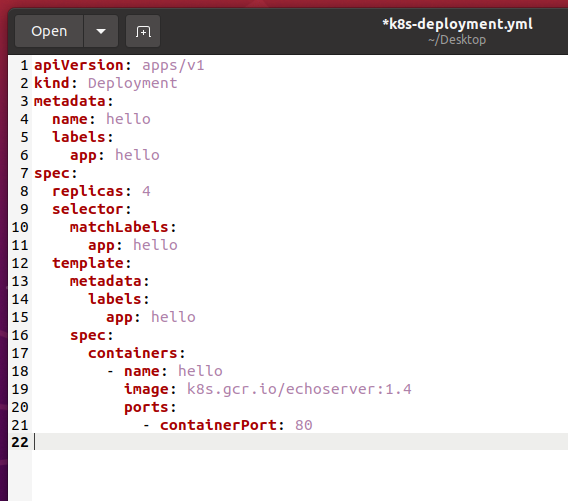 Open
*k8s-deployment.yml
~/Desktop
1 apiVersion: apps/v1
2 kind: Deployment
3 metadata:
4   name: hello
5   labels:
6     app: hello
7 spec:
8   replicas: 4
9   selector:
10     matchLabels:
11       app: hello
12   template:
13     metadata:
14       labels:
15         app: hello
16     spec:
17       containers:
18         - name: hello
19           image: k8s.gcr.io/echoserver:1.4
20           ports:
21             - containerPort: 80
22